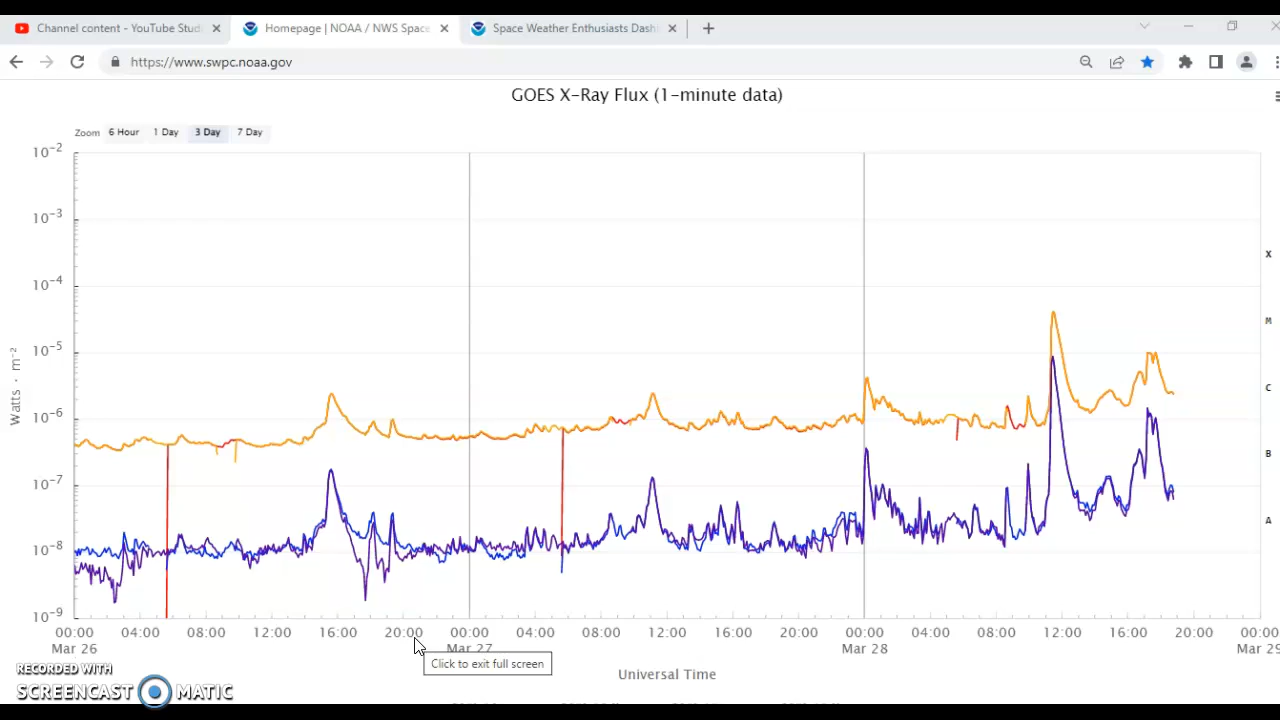 Channel content - YouTube Studi
Homepage | NOAA / NWS Space
Space Weather Enthusiasts Dash
https://www.swpc.noaa.gov
GOES X-Ray Flux (1-minute data)
Zoom 6 Hour 1 Day 3 Day 7 Day
10-2
10-3
10-4
10-5
10-6
10-7
10-8
10-9
Watts · m-2
X
M
C
B
A
00:00 04:00 08:00 12:00 16:00 20:00 00:00 04:00 08:00 12:00 16:00 20:00 00:00 04:00 08:00 12:00 16:00 20:00 00:00
Mar 26 Mar 27 Mar 28 Mar 29
Click to exit full screen
Universal Time
RECORDED WITH
SCREENCAST MATIC